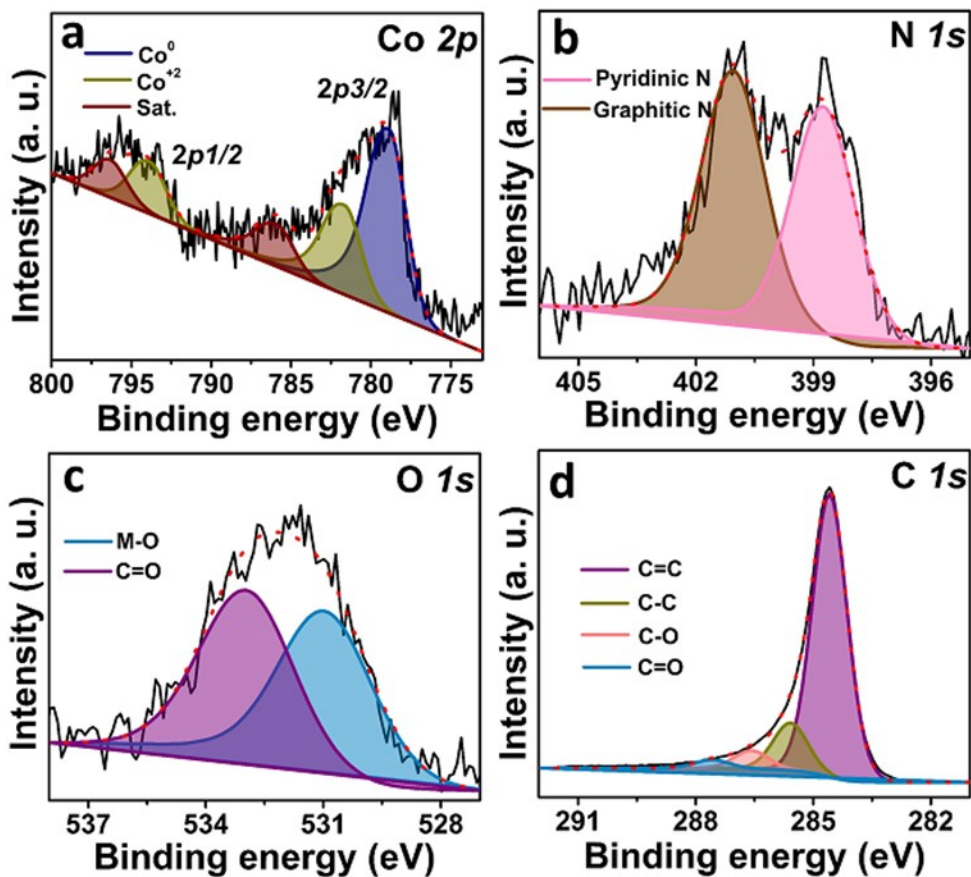 a
Co 2p
Co⁰
Co⁺²
Sat.
2p3/2
2p1/2
Intensity (a. u.)
800 795 790 785 780 775
Binding energy (eV)
b
N 1s
Pyridinic N
Graphitic N
Intensity (a. u.)
405 402 399 396
Binding energy (eV)
c
O 1s
M-O
C=O
Intensity (a. u.)
537 534 531 528
Binding energy (eV)
d
C 1s
C=C
C-C
C-O
C=O
Intensity (a. u.)
291 288 285 282
Binding energy (eV)